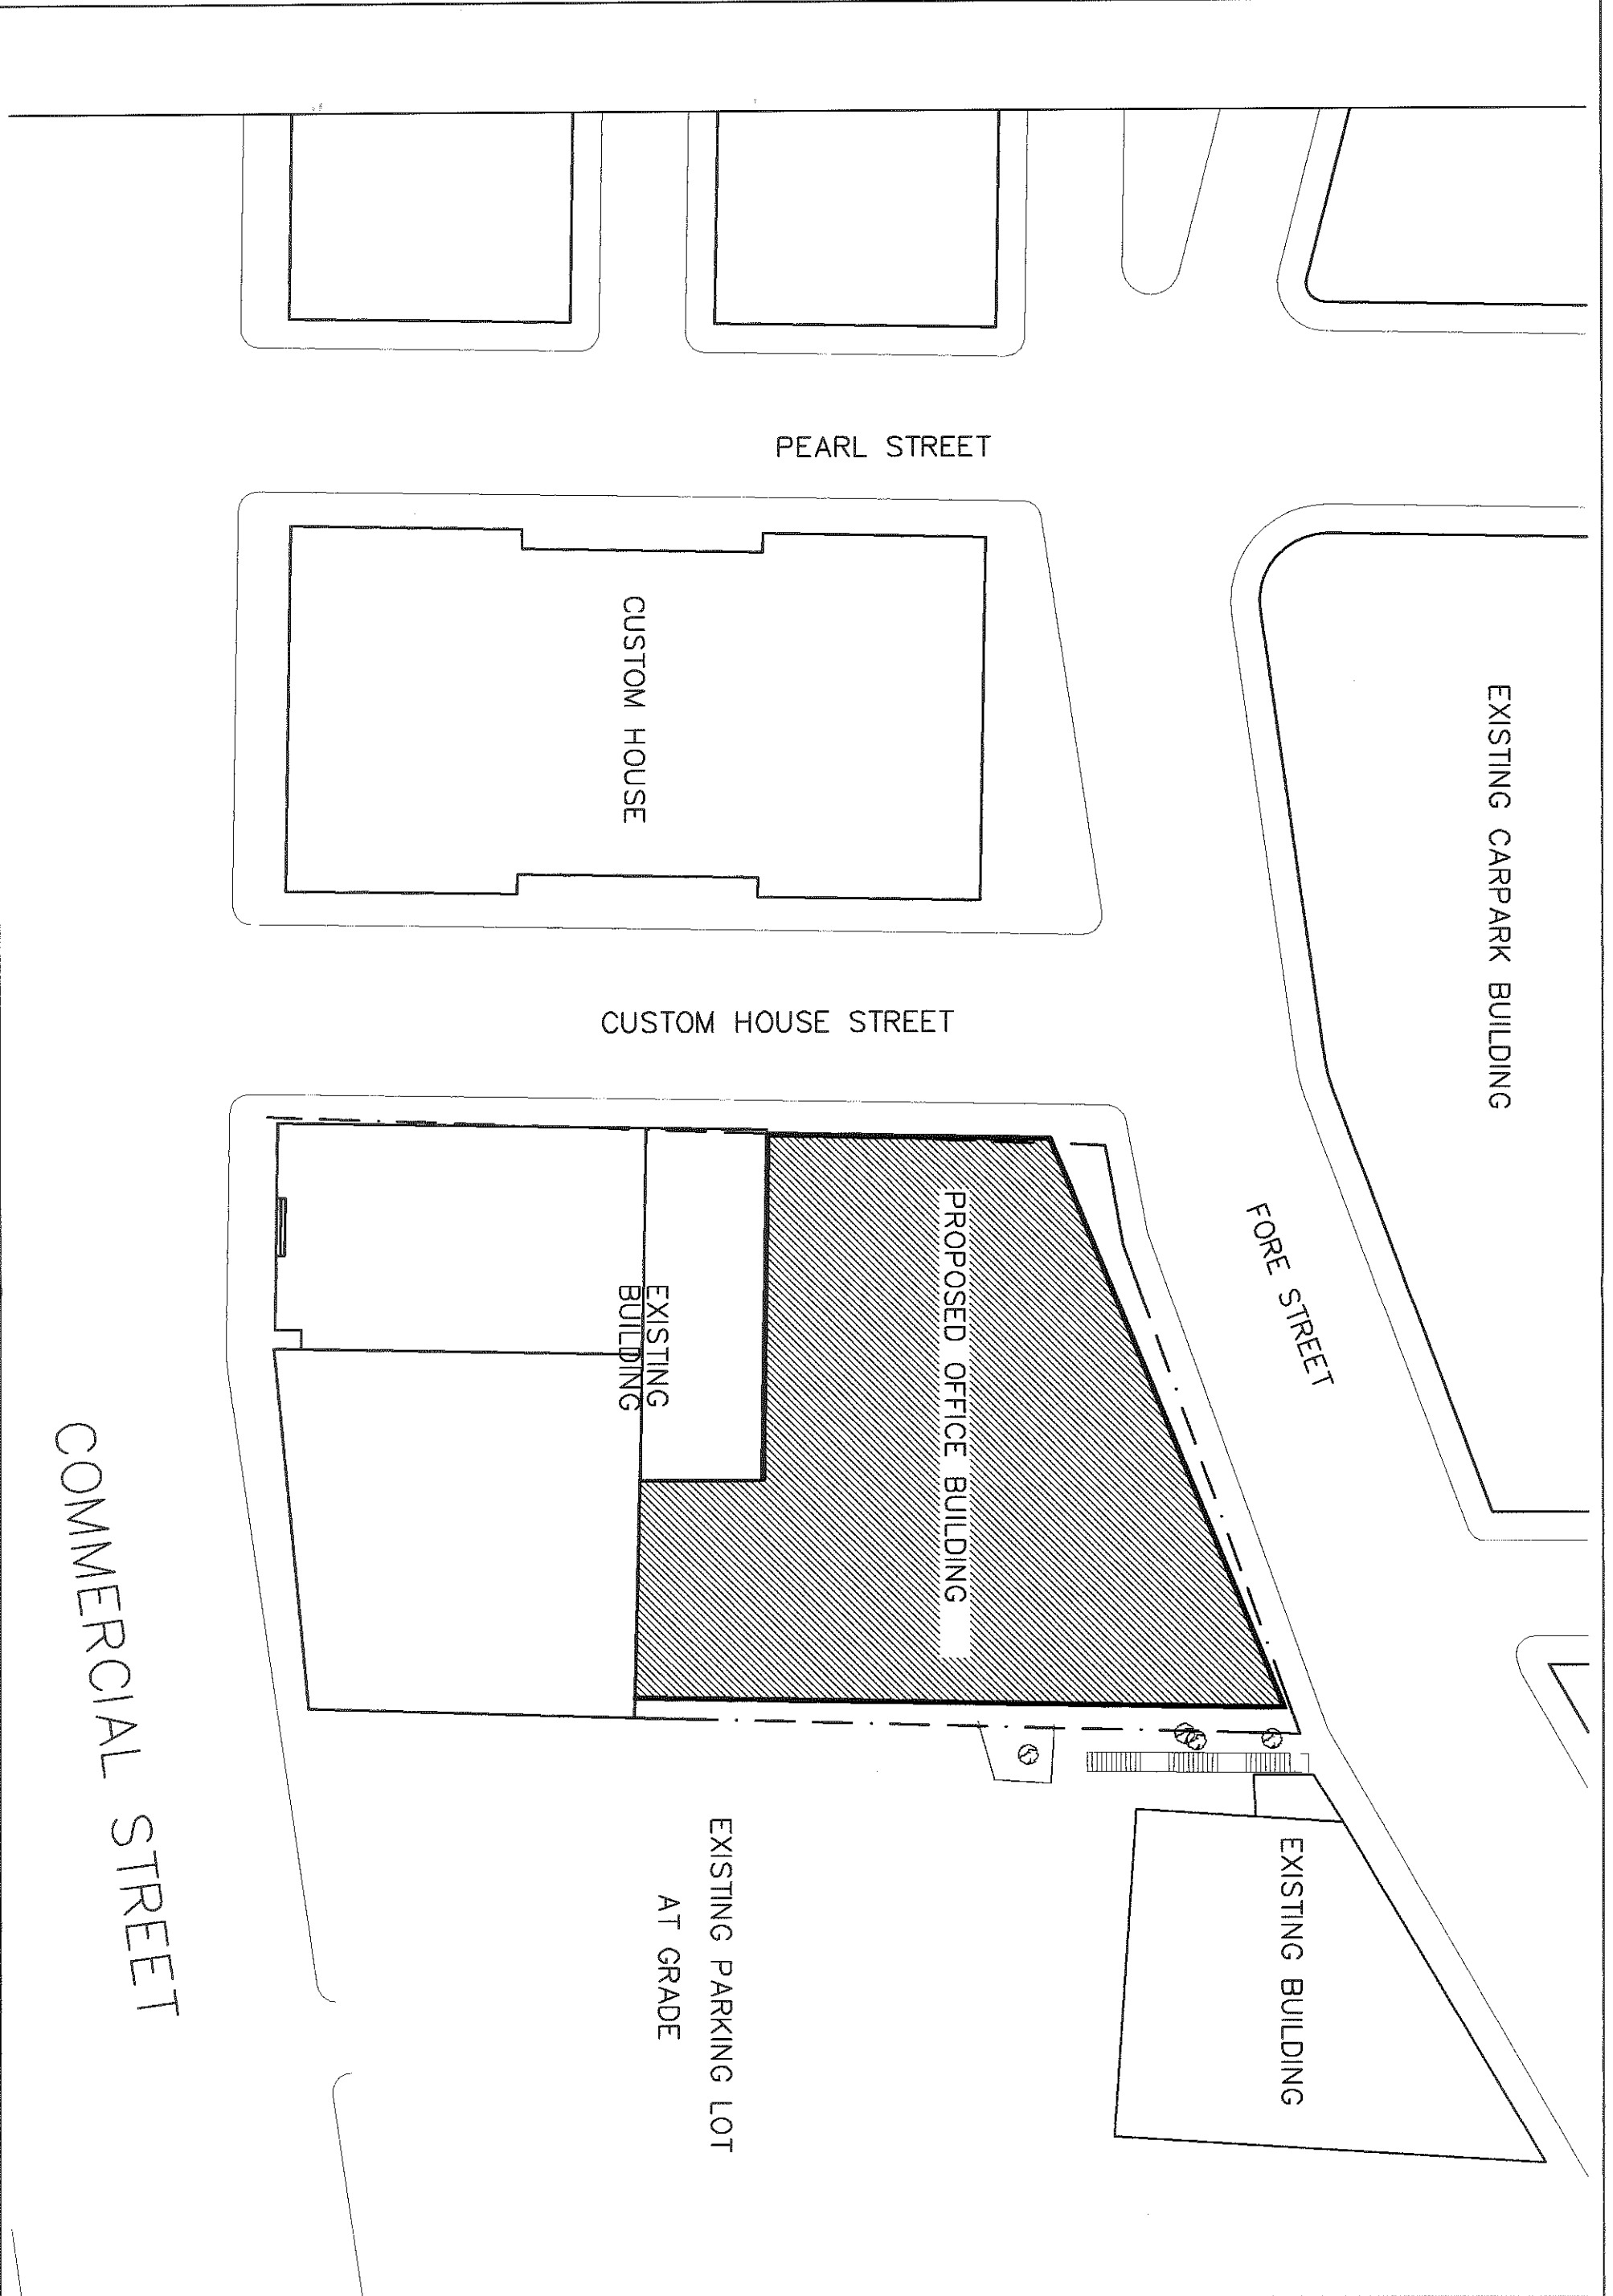 PEARL STREET
CUSTOM HOUSE
EXISTING CARPARK BUILDING
CUSTOM HOUSE STREET
FORE STREET
PROPOSED OFFICE BUILDING
EXISTING
BUILDING
COMMERCIAL STREET
EXISTING PARKING LOT
AT GRADE
EXISTING BUILDING